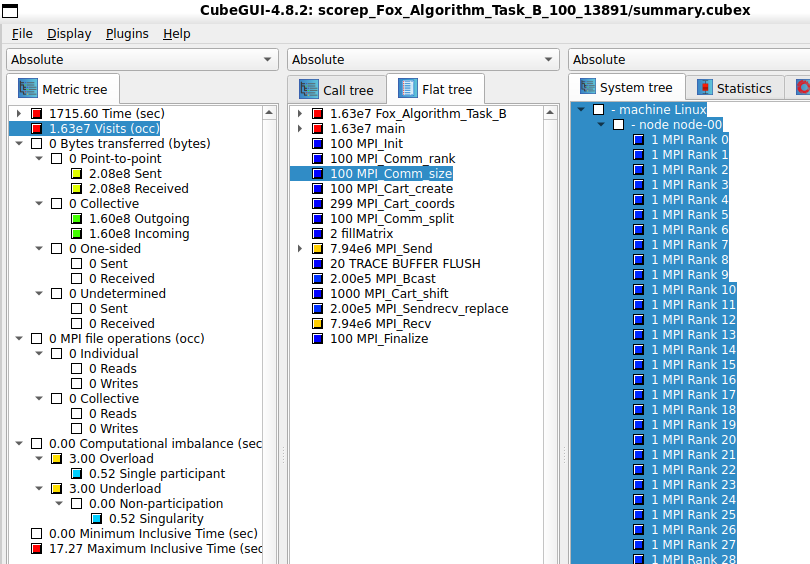 CubeGUI-4.8.2: scorep_Fox_Algorithm_Task_B_100_13891/summary.cubex
File Display Plugins Help
Absolute
Metric tree
1715.60 Time (sec)
1.63e7 Visits (occ)
0 Bytes transferred (bytes)
0 Point-to-point
2.08e8 Sent
2.08e8 Received
0 Collective
1.60e8 Outgoing
1.60e8 Incoming
0 One-sided
0 Sent
0 Received
0 Undetermined
0 Sent
0 Received
0 MPI file operations (occ)
0 Individual
0 Reads
0 Writes
0 Collective
0 Reads
0 Writes
0.00 Computational imbalance (sec
3.00 Overload
0.52 Single participant
3.00 Underload
0.00 Non-participation
0.52 Singularity
0.00 Minimum Inclusive Time (sec)
17.27 Maximum Inclusive Time (sec
Absolute
Call tree
Flat tree
1.63e7 Fox_Algorithm_Task_B
1.63e7 main
100 MPI_Init
100 MPI_Comm_rank
100 MPI_Comm_size
100 MPI_Cart_create
299 MPI_Cart_coords
100 MPI_Comm_split
2 fillMatrix
7.94e6 MPI_Send
20 TRACE BUFFER FLUSH
2.00e5 MPI_Bcast
1000 MPI_Cart_shift
2.00e5 MPI_Sendrecv_replace
7.94e6 MPI_Recv
100 MPI_Finalize
Absolute
System tree
Statistics
- machine Linux
- node node-00
1 MPI Rank 0
1 MPI Rank 1
1 MPI Rank 2
1 MPI Rank 3
1 MPI Rank 4
1 MPI Rank 5
1 MPI Rank 6
1 MPI Rank 7
1 MPI Rank 8
1 MPI Rank 9
1 MPI Rank 10
1 MPI Rank 11
1 MPI Rank 12
1 MPI Rank 13
1 MPI Rank 14
1 MPI Rank 15
1 MPI Rank 16
1 MPI Rank 17
1 MPI Rank 18
1 MPI Rank 19
1 MPI Rank 20
1 MPI Rank 21
1 MPI Rank 22
1 MPI Rank 23
1 MPI Rank 24
1 MPI Rank 25
1 MPI Rank 26
1 MPI Rank 27
1 MPI Rank 28